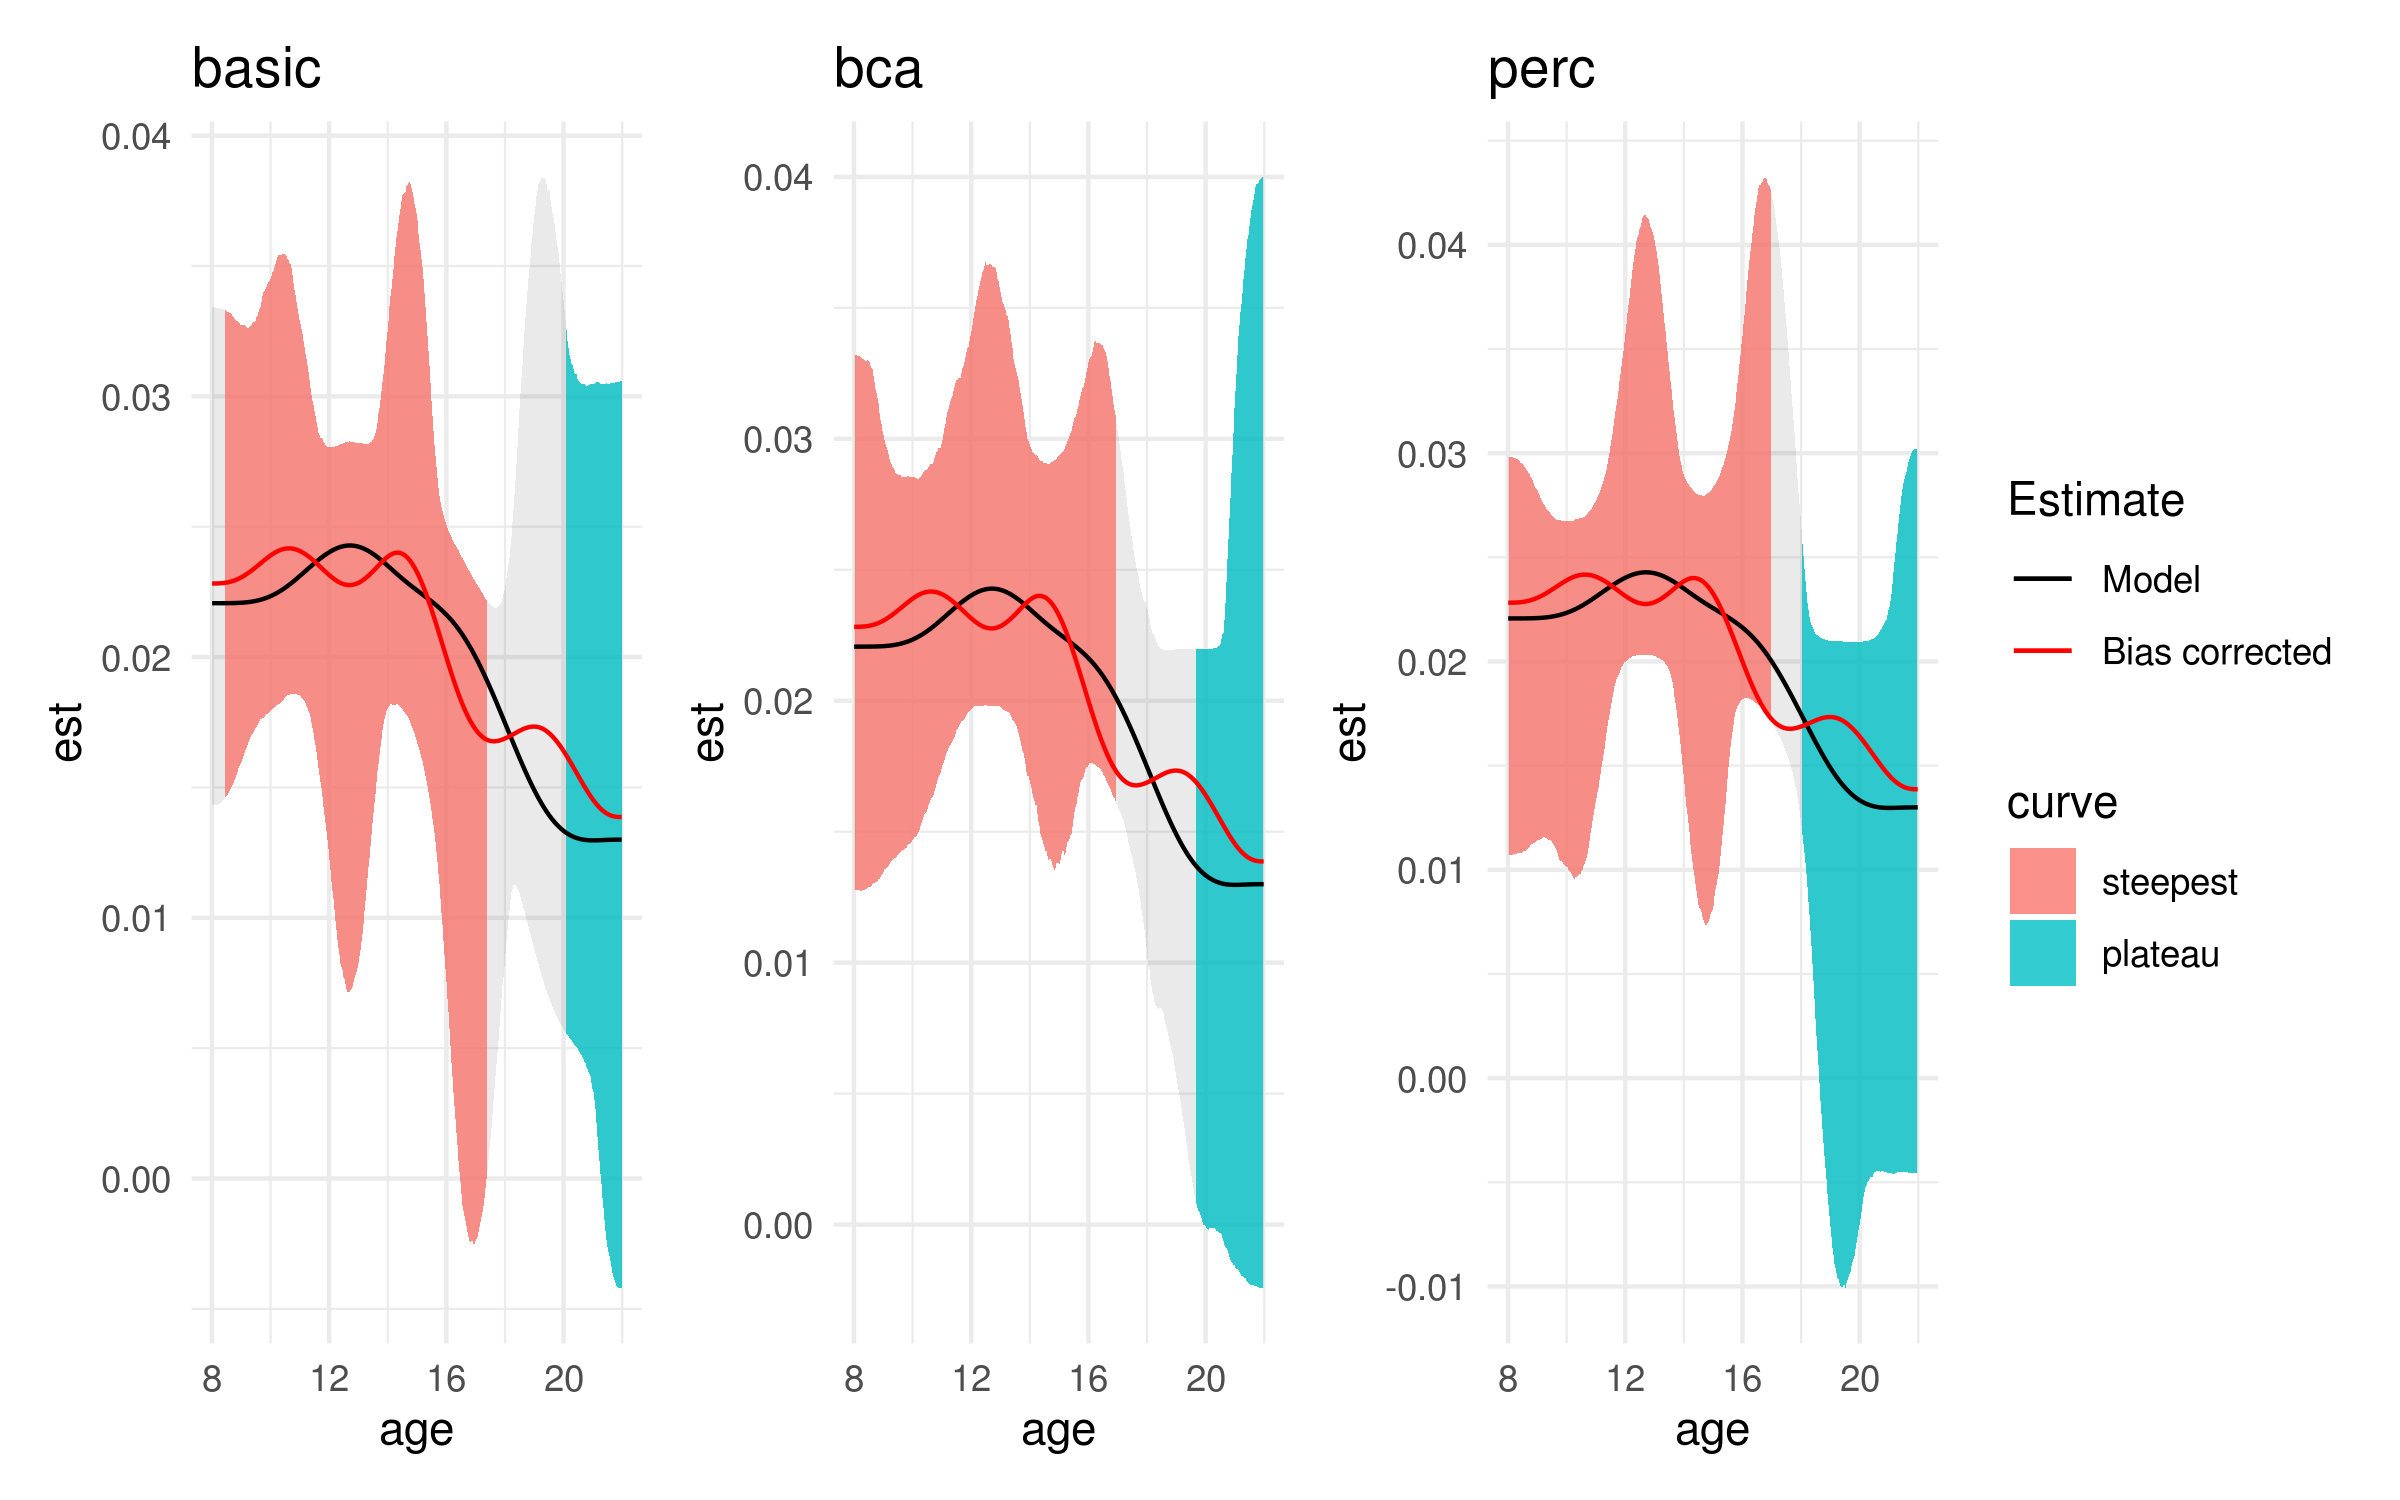 basic
0.04
0.03
0.02
0.01
0.00
est
8 12 16 20
age
bca
0.04
0.03
0.02
0.01
0.00
est
8 12 16 20
age
perc
0.04
0.03
0.02
0.01
0.00
-0.01
est
8 12 16 20
age
Estimate
Model
Bias corrected
curve
steepest
plateau